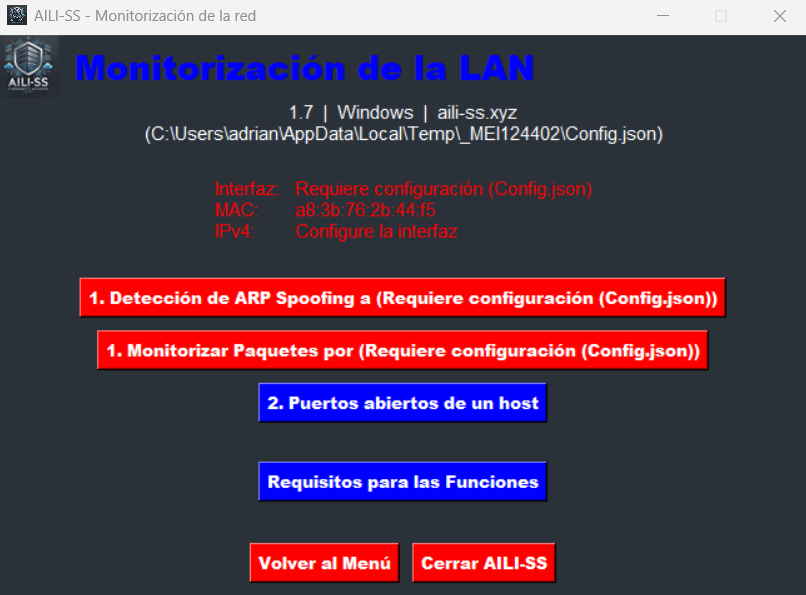 AILI-SS - Monitorización de la red
AILI-SS
Monitorización de la LAN
1.7 | Windows | aili-ss.xyz
(C:\Users\adrian\AppData\Local\Temp\_MEI124402\Config.json)
Interfaz: Requiere configuración (Config.json)
MAC: a8:3b:76:2b:44:f5
IPv4: Configure la interfaz
1. Detección de ARP Spoofing a (Requiere configuración (Config.json))
1. Monitorizar Paquetes por (Requiere configuración (Config.json))
2. Puertos abiertos de un host
Requisitos para las Funciones
Volver al Menú Cerrar AILI-SS